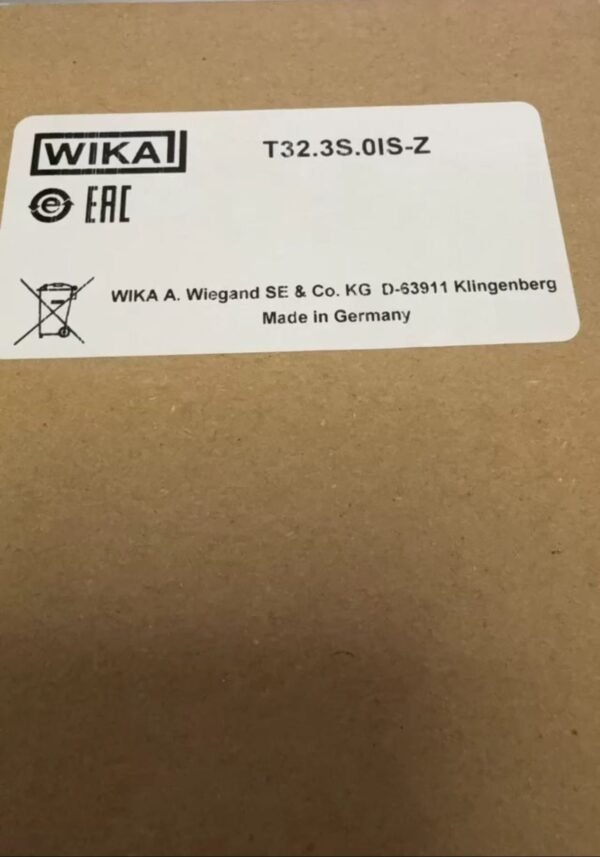 WIKA
T32.3S.0IS-Z
e EAC
WIKA A. Wiegand SE & Co. KG D-63911 Klingenberg
Made in Germany